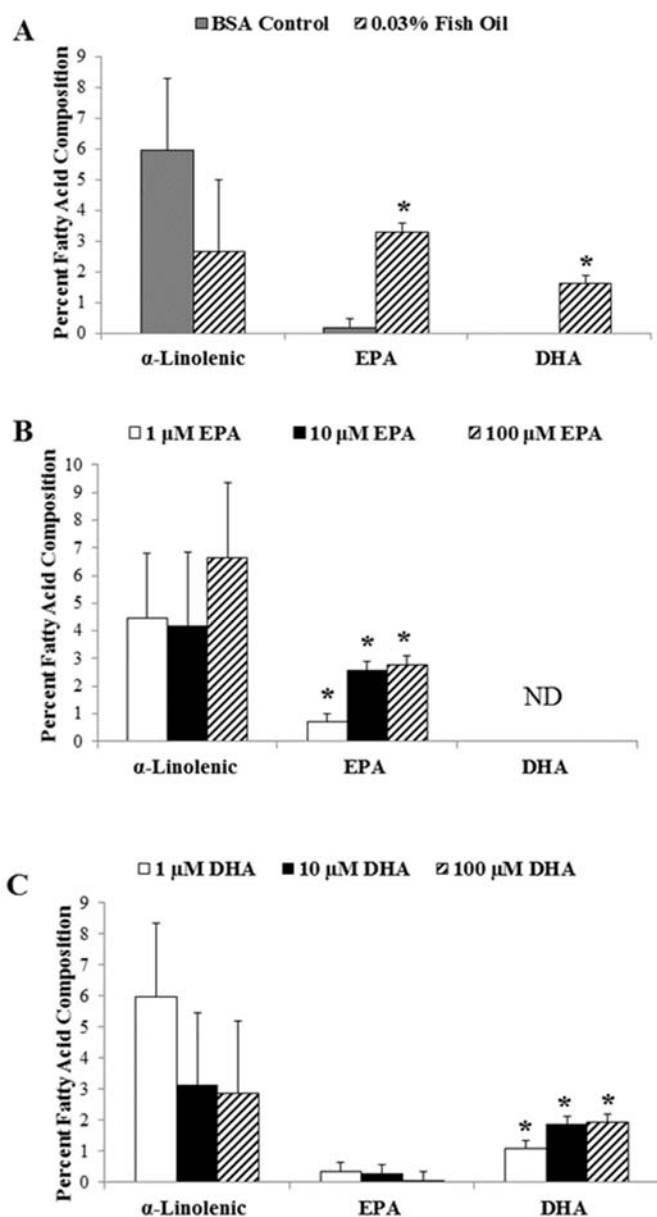 A
BSA Control 0.03% Fish Oil
Percent Fatty Acid Composition
9
8
7
6
5
4
3
2
1
0
*
*
α-Linolenic EPA DHA
B
1 µM EPA 10 µM EPA 100 µM EPA
Percent Fatty Acid Composition
10
9
8
7
6
5
4
3
2
1
0
* * *
ND
α-Linolenic EPA DHA
C
1 µM DHA 10 µM DHA 100 µM DHA
Percent Fatty Acid Composition
9
8
7
6
5
4
3
2
1
0
* * *
α-Linolenic EPA DHA